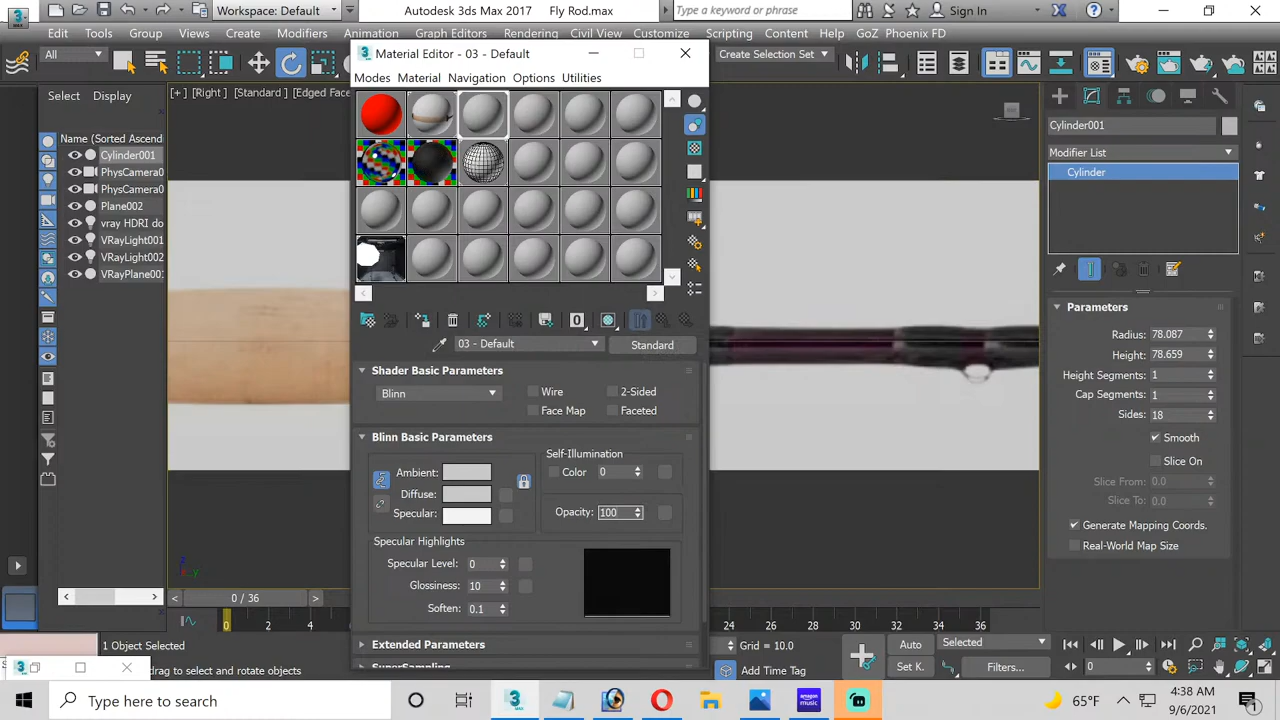 Workspace: Default
Autodesk 3ds Max 2017
Fly Rod.max
Type a keyword or phrase
Sign In
Edit
Tools
Group
Views
Create
Modifiers
Animation
Graph Editors
Rendering
Civil View
Customize
Scripting
Content
GoZ
Phoenix FD
All
Create Selection Set
Material Editor - 03 - Default
Modes
Material
Navigation
Options
Utilities
Select
Display
[+] [Right] [Standard] [Edged Face
Name (Sorted Ascend
Cylinder001
PhysCamera0
PhysCamera0
Plane002
vray HDRI do
VRayLight001
VRayLight002
VRayPlane00
03 - Default
Standard
Shader Basic Parameters
Blinn
Wire
2-Sided
Face Map
Faceted
Blinn Basic Parameters
Self-Illumination
Ambient:
Color
0
Diffuse:
Specular:
Opacity:
100
Specular Highlights
Specular Level:
0
Glossiness:
10
Soften:
0.1
Extended Parameters
SuperSampling
Cylinder001
Modifier List
Cylinder
Parameters
Radius: 78.087
Height: 78.659
Height Segments: 1
Cap Segments: 1
Sides: 18
Smooth
Slice On
Slice From: 0.0
Slice To: 0.0
Generate Mapping Coords.
Real-World Map Size
0 / 36
0
2
4
6
8
10
24
26
28
30
32
34
36
1 Object Selected
drag to select and rotate objects
Grid = 10.0
Add Time Tag
Auto
Selected
Set K.
Filters...
0
z
y
Type here to search
amazon music
65°F
4:38 AM
9/6/2021